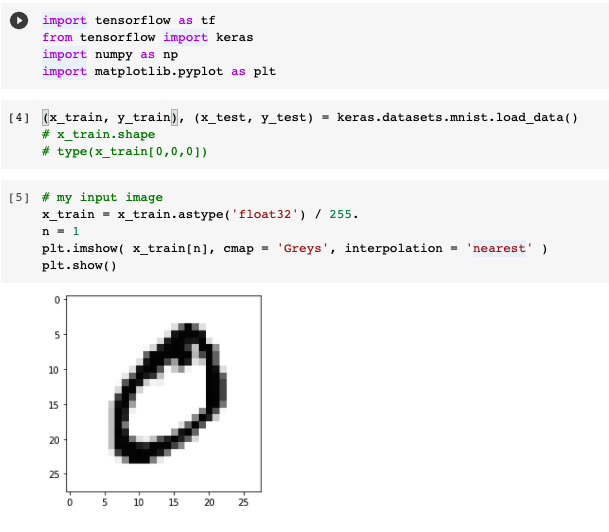 import tensorflow as tf
from tensorflow import keras
import numpy as np
import matplotlib.pyplot as plt
[4] (x_train, y_train), (x_test, y_test) = keras.datasets.mnist.load_data()
# x_train.shape
# type(x_train[0,0,0])
[5] # my input image
x_train = x_train.astype('float32') / 255.
n = 1
plt.imshow( x_train[n], cmap = 'Greys', interpolation = 'nearest' )
plt.show()
0
5
10
15
20
25
0 5 10 15 20 25